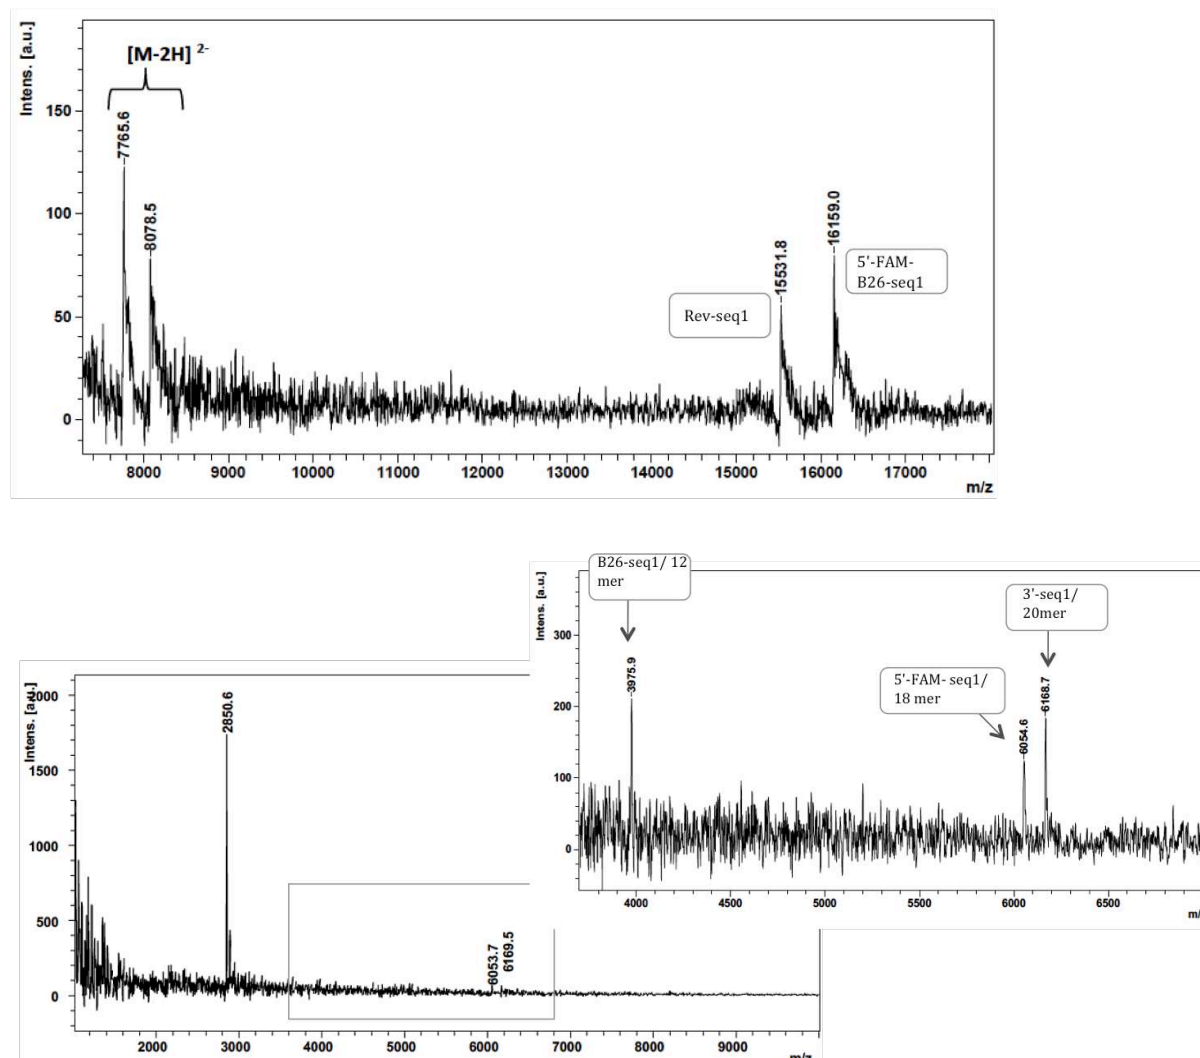 Intens. [a.u.]
[M-2H] 2-
150
100
50
0
7765.6
8078.5
15531.8
16159.0
Rev-seq1
5'-FAM-
B26-seq1
8000
9000
10000
11000
12000
13000
14000
15000
16000
17000
m/z
B26-seq1/ 12
mer
3'-seq1/
20mer
5'-FAM- seq1/
18 mer
Intens. [a.u.]
300
200
100
0
3975.9
6054.6
6168.7
4000
4500
5000
5500
6000
6500
m/
Intens. [a.u.]
2000
1500
1000
500
0
2850.6
6053.7
6169.5
2000
3000
4000
5000
6000
7000
8000
9000
m/z